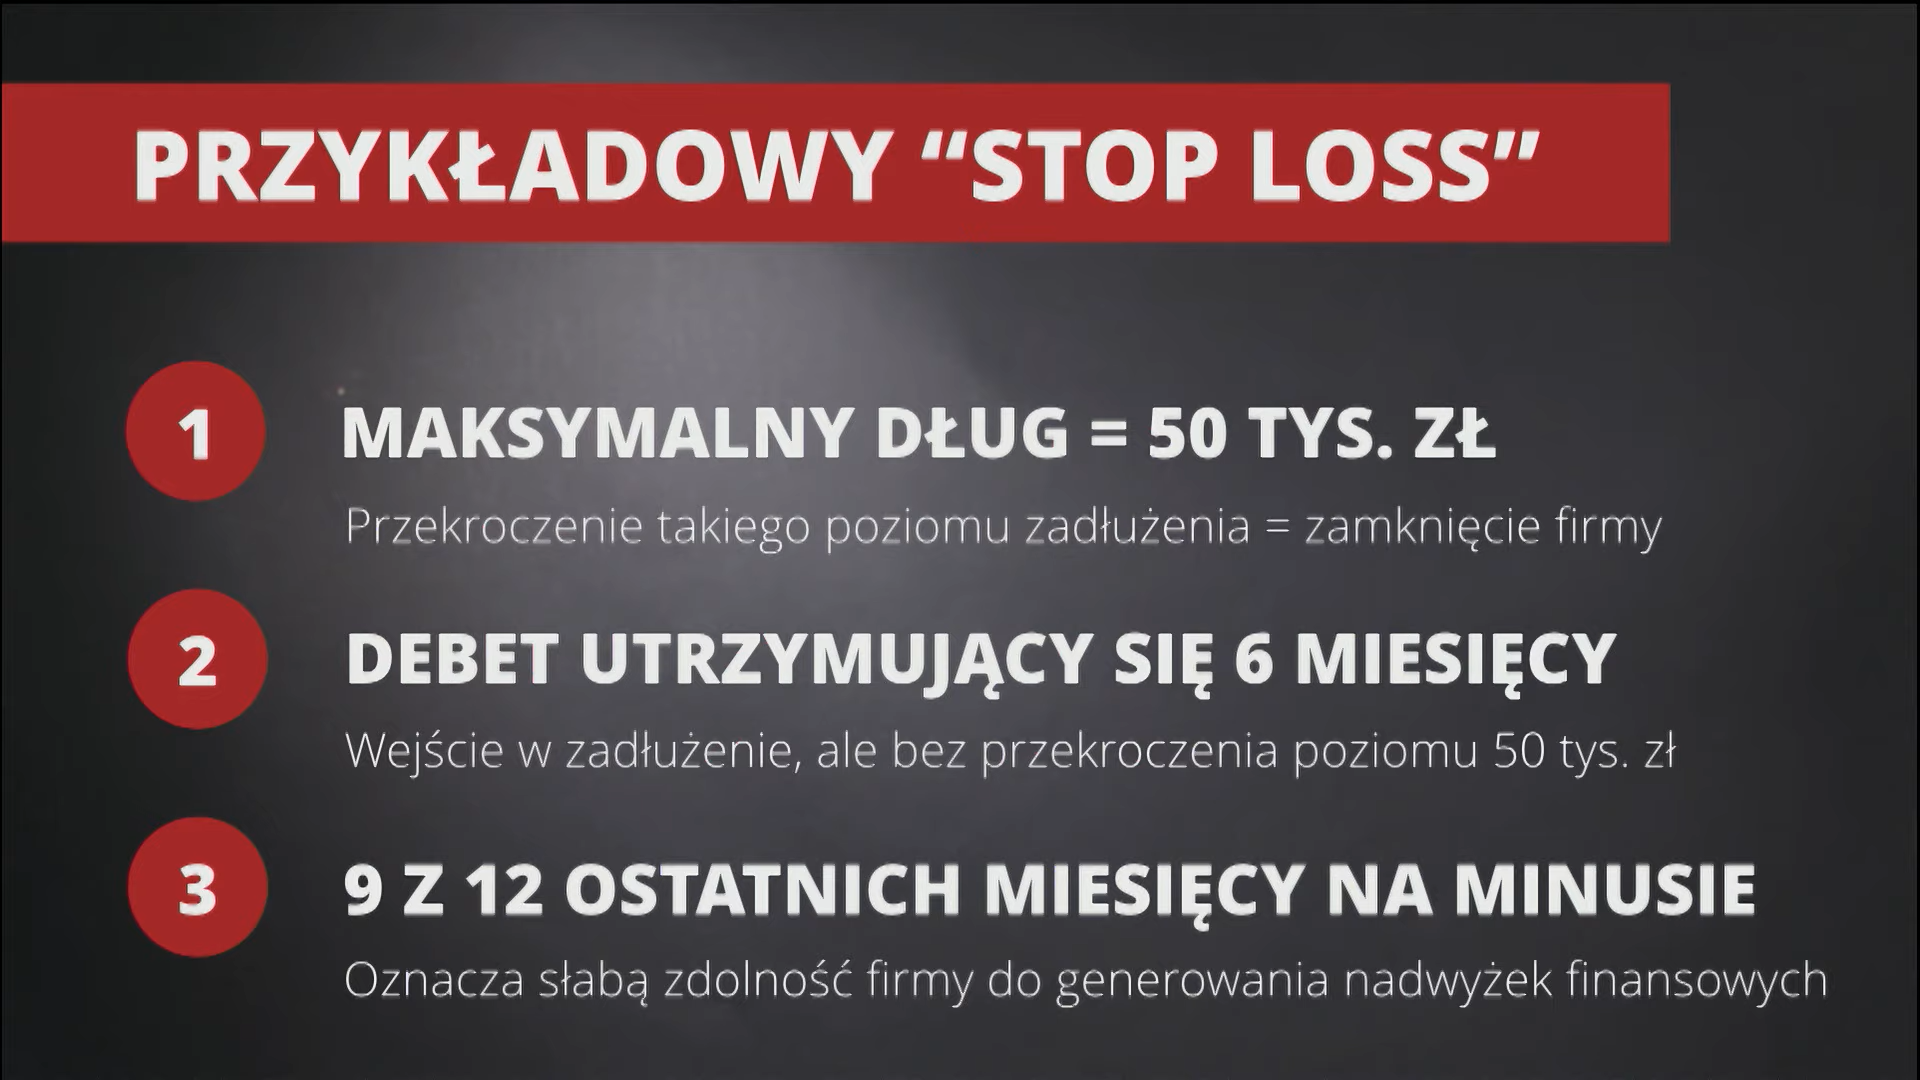 PRZYKŁADOWY “STOP LOSS”
1
MAKSYMALNY DŁUG = 50 TYS. ZŁ
Przekroczenie takiego poziomu zadłużenia = zamknięcie firmy
2
DEBET UTRZYMUJĄCY SIĘ 6 MIESIĘCY
Wejście w zadłużenie, ale bez przekroczenia poziomu 50 tys. zł
3
9 Z 12 OSTATNICH MIESIĘCY NA MINUSIE
Oznacza słabą zdolność firmy do generowania nadwyżek finansowych